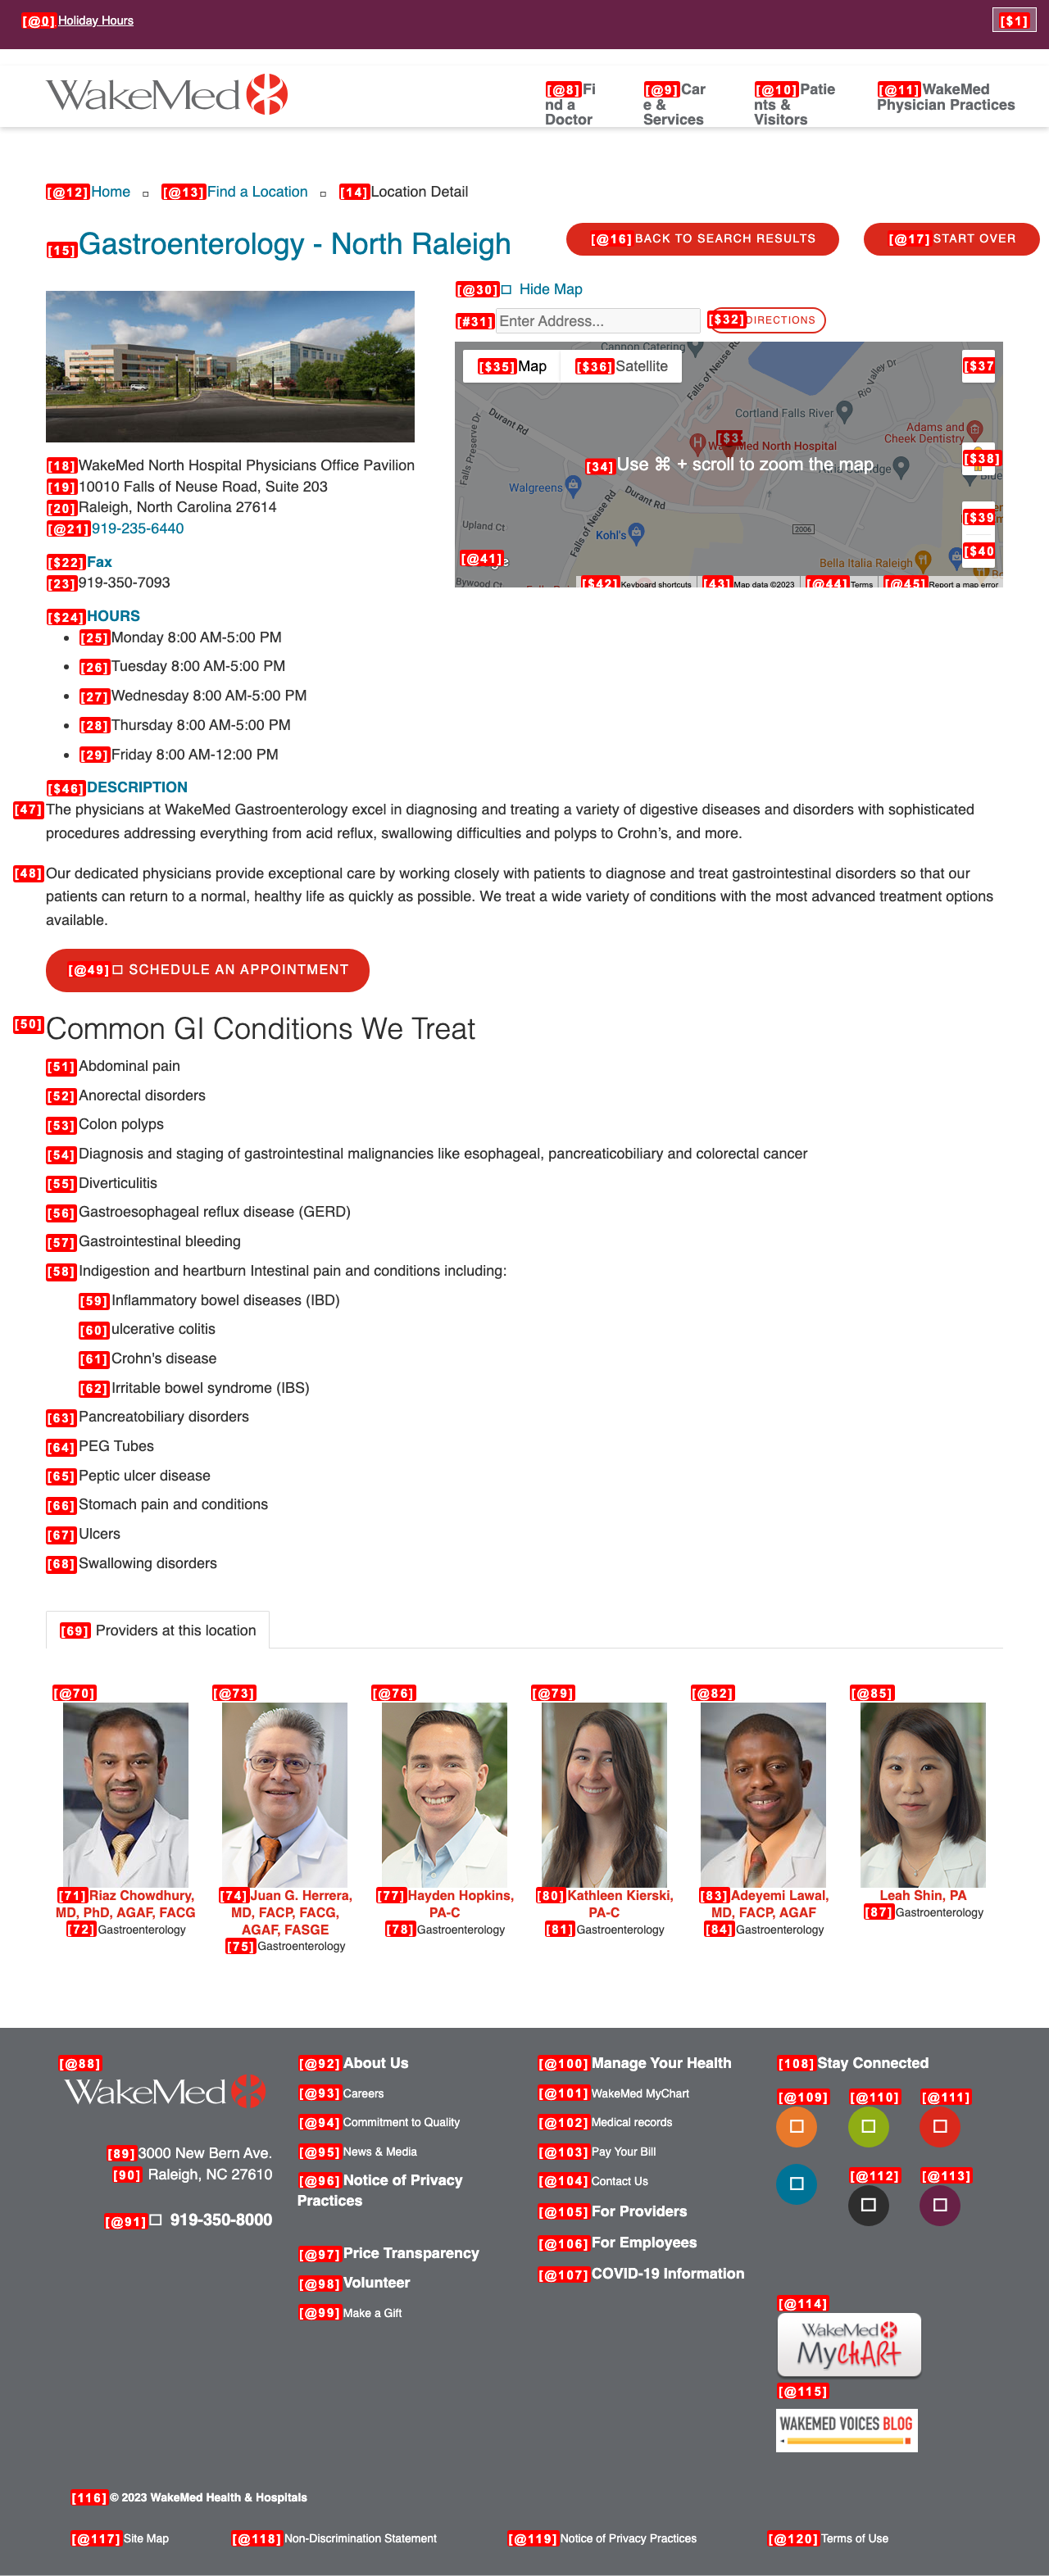 [@0] Holiday Hours
[$1]
WakeMed
[@8]Fi
nd a
Doctor
[@9]Car
e &
Services
[@10]Patie
nts &
Visitors
[@11]WakeMed
Physician Practices
[@12]Home
[@13]Find a Location
[14]Location Detail
[15]Gastroenterology - North Raleigh
[@16]BACK TO SEARCH RESULTS
[@17]START OVER
[@30] Hide Map
[#31] Enter Address...
[$32]DIRECTIONS
[$35]Map
[$36]Satellite
[$37
Cannon Catering
Falls of Neuse Rd
Rio Valley Dr
Falls Preserve Dr
Durant Rd
Cortland Falls River
Adams and
Cheek Dentistry
[$3
WakeMed North Hospital
[34]Use ⌘ + scroll to zoom the map
[$38]
Walgreens
Durant Rd
Falls of Neuse Rd
Upland Ct
Kohl's
2006
[$39
[@41]
[$40
Bella Italia Raleigh
Bywood Ct
[$42]Keyboard shortcuts
[43]Map data ©2023
[@44]Terms
[@45]Report a map error
[18]WakeMed North Hospital Physicians Office Pavilion
[19]10010 Falls of Neuse Road, Suite 203
[20]Raleigh, North Carolina 27614
[@21]919-235-6440
[$22]Fax
[23]919-350-7093
[$24]HOURS
[25]Monday 8:00 AM-5:00 PM
[26]Tuesday 8:00 AM-5:00 PM
[27]Wednesday 8:00 AM-5:00 PM
[28]Thursday 8:00 AM-5:00 PM
[29]Friday 8:00 AM-12:00 PM
[$46]DESCRIPTION
[47]The physicians at WakeMed Gastroenterology excel in diagnosing and treating a variety of digestive diseases and disorders with sophisticated
procedures addressing everything from acid reflux, swallowing difficulties and polyps to Crohn's, and more.
[48]Our dedicated physicians provide exceptional care by working closely with patients to diagnose and treat gastrointestinal disorders so that our
patients can return to a normal, healthy life as quickly as possible. We treat a wide variety of conditions with the most advanced treatment options
available.
[@49] SCHEDULE AN APPOINTMENT
[50]Common GI Conditions We Treat
[51]Abdominal pain
[52]Anorectal disorders
[53]Colon polyps
[54]Diagnosis and staging of gastrointestinal malignancies like esophageal, pancreaticobiliary and colorectal cancer
[55]Diverticulitis
[56]Gastroesophageal reflux disease (GERD)
[57]Gastrointestinal bleeding
[58]Indigestion and heartburn Intestinal pain and conditions including:
[59]Inflammatory bowel diseases (IBD)
[60]ulcerative colitis
[61]Crohn's disease
[62]Irritable bowel syndrome (IBS)
[63]Pancreatobiliary disorders
[64]PEG Tubes
[65]Peptic ulcer disease
[66]Stomach pain and conditions
[67]Ulcers
[68]Swallowing disorders
[69] Providers at this location
[@70]
[71]Riaz Chowdhury,
MD, PhD, AGAF, FACG
[72]Gastroenterology
[@73]
[74]Juan G. Herrera,
MD, FACP, FACG,
AGAF, FASGE
[75]Gastroenterology
[@76]
[77]Hayden Hopkins,
PA-C
[78]Gastroenterology
[@79]
[80]Kathleen Kierski,
PA-C
[81]Gastroenterology
[@82]
[83]Adeyemi Lawal,
MD, FACP, AGAF
[84]Gastroenterology
[@85]
Leah Shin, PA
[87]Gastroenterology
[@88]
WakeMed
[89]3000 New Bern Ave.
[90] Raleigh, NC 27610
[@91] 919-350-8000
[@92]About Us
[@93]Careers
[@94]Commitment to Quality
[@95]News & Media
[@96]Notice of Privacy
Practices
[@97]Price Transparency
[@98]Volunteer
[@99]Make a Gift
[@100]Manage Your Health
[@101]WakeMed MyChart
[@102]Medical records
[@103]Pay Your Bill
[@104]Contact Us
[@105]For Providers
[@106]For Employees
[@107]COVID-19 Information
[108]Stay Connected
[@109]
[@110]
[@111]
[@112]
[@113]
[@114]
WakeMed
MyChart
[@115]
WAKEMED VOICES BLOG
[116]© 2023 WakeMed Health & Hospitals
[@117]Site Map
[@118]Non-Discrimination Statement
[@119]Notice of Privacy Practices
[@120]Terms of Use